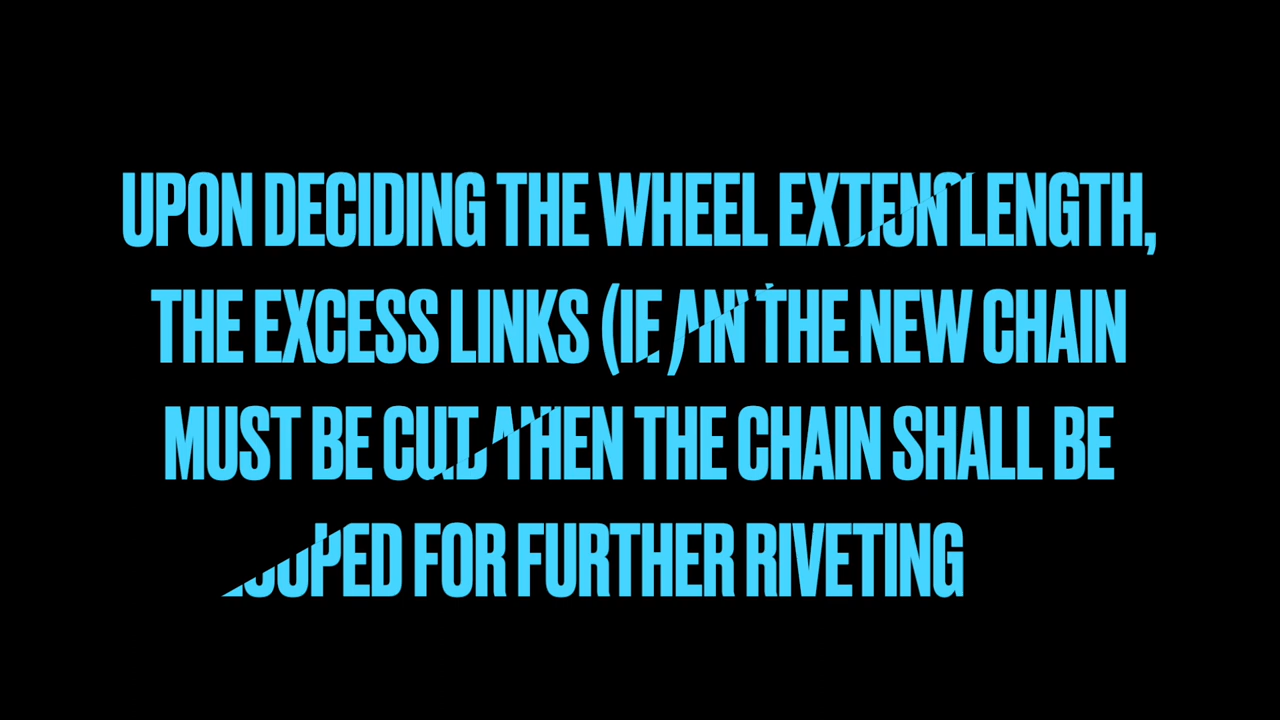 UPON DECIDING THE WHEEL LENGTH,
THE EXCESS LINKS (IF THE NEW CHAIN
MUST BE THE CHAIN SHALL BE
FOR FURTHER RIVETING